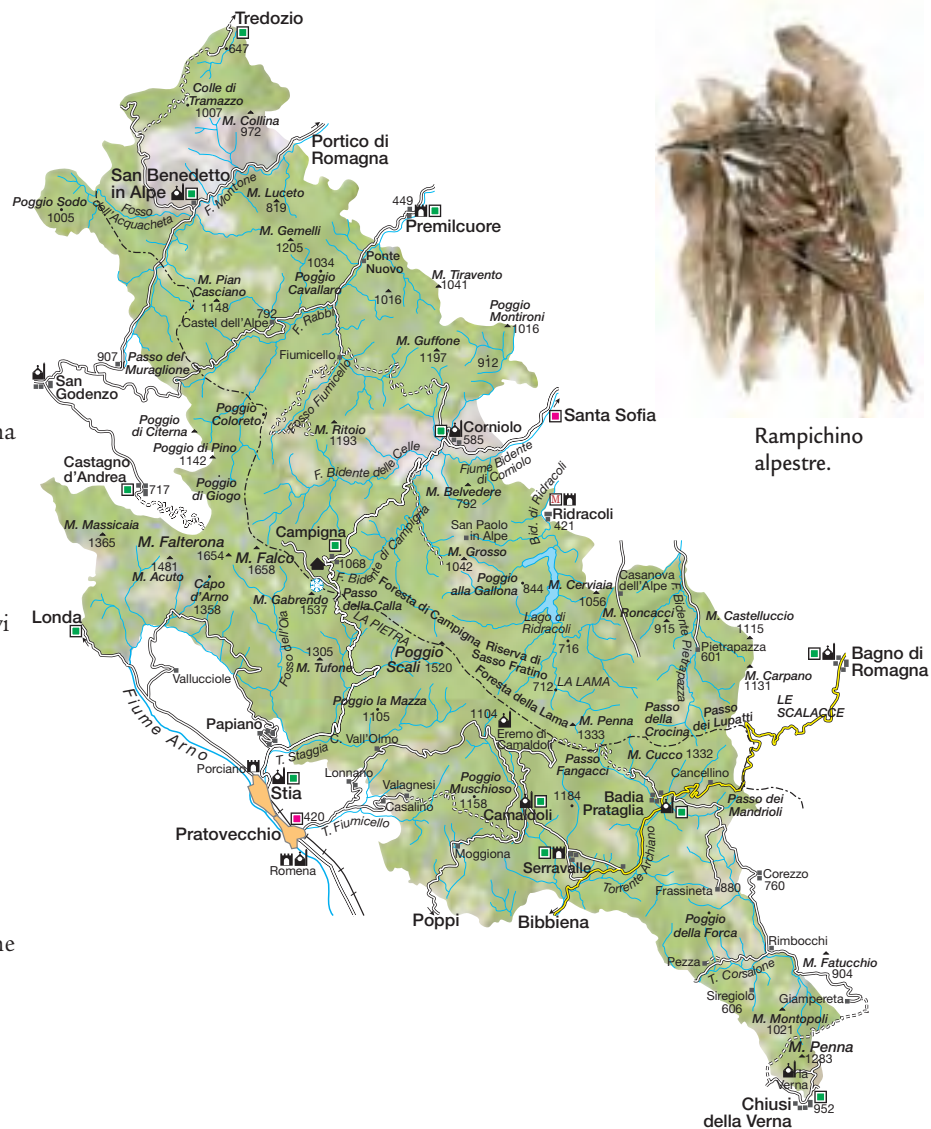 Tredozio
647
Colle di
Tramazzo
1007
M. Collina
972
Portico di
Romagna
San Benedetto
in Alpe
F. Montone
Poggio Sodo
1005
Fosso
dell'Acquacheta
M. Luceto
819
449
Premilcuore
M. Gemelli
1205
1034
Poggio
Cavallaro
Ponte
Nuovo
M. Tiravento
1041
1016
M. Pian
Casciano
1148
792
Castel dell'Alpe
F. Rabbi
Poggio
Montironi
1016
M. Guffone
1197
912
Fiumicello
907
Passo del
Muraglione
San
Godenzo
Fosso Fiumicello
Poggio
Coloreto
Poggio
di Citerna
Poggio di Pino
1142
M. Ritoio
1193
Corniolo
585
Santa Sofia
Rampichino
alpestre.
na
Castagno
d'Andrea
717
Poggio
di Giogo
F. Bidente delle Celle
Fiume Bidente
di Corniolo
M. Belvedere
792
Bid. di Ridracoli
M
Ridracoli
421
M. Massicaia
1365
M. Falterona
1654
1481
M. Acuto
M. Falco
1658
Campigna
1068
F. Bidente di Campigna
San Paolo
in Alpe
M. Grosso
1042
Poggio
alla Gallona
844
Capo
d'Arno
1358
M. Gabrendo
1537
Passo
della Calla
LA PIETRA
Foresta di Campigna
Riserva di
Sasso Fratino
Lago di
Ridracoli
716
M. Cerviaia
1056
Casanova
dell'Alpe
M. Roncacci
915
F. Bidente Pietrapazza
M. Castelluccio
1115
Pietrapazza
601
vi
Londa
Bagno di
Romagna
M. Carpano
1131
LE
SCALACCE
Vallucciole
Fosso dell'Oia
1305
M. Tufone
Poggio
Scali 1520
712
LA LAMA
Foresta della Lama
Fiume Arno
Papiano
Poggio la Mazza
1105
1104
Eremo di
Camaldoli
M. Penna
1333
Passo
della
Crocina
Passo
dei Lupatti
C. Vall'Olmo
T. Staggia
Porciano
Stia
Lonnano
Valagnesi
Casalino
Poggio
Muschioso
1158
Passo
Fangacci
M. Cucco 1332
Cancellino
1184
Camaldoli
Badia
Prataglia
Passo dei
Mandrioli
420
Pratovecchio
T. Fiumicello
Romena
Moggiona
Serravalle
Torrente Archiano
Frassineta
880
Corezzo
760
Poppi
Bibbiena
Poggio
della Forca
ne
Rimbocchi
Pezza
T. Corsalone
M. Fatucchio
904
Siregiolo
606
Giampereta
M. Montopoli
1021
M. Penna
1283
la
Verna
Chiusi
della Verna
952